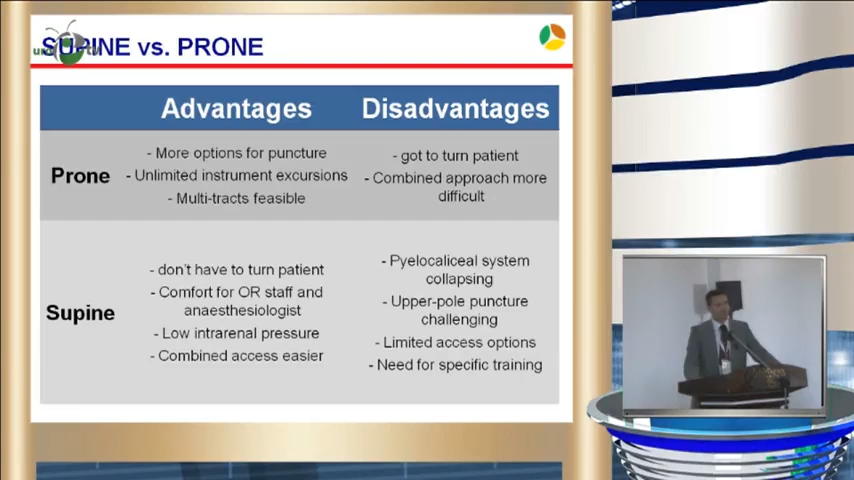 SUPINE vs. PRONE
Advantages
Disadvantages
Prone
- More options for puncture
- Unlimited instrument excursions
- Multi-tracts feasible
- got to turn patient
- Combined approach more
difficult
Supine
- don't have to turn patient
- Comfort for OR staff and
anaesthesiologist
- Low intrarenal pressure
- Combined access easier
- Pyelocaliceal system
collapsing
- Upper-pole puncture
challenging
- Limited access options
- Need for specific training